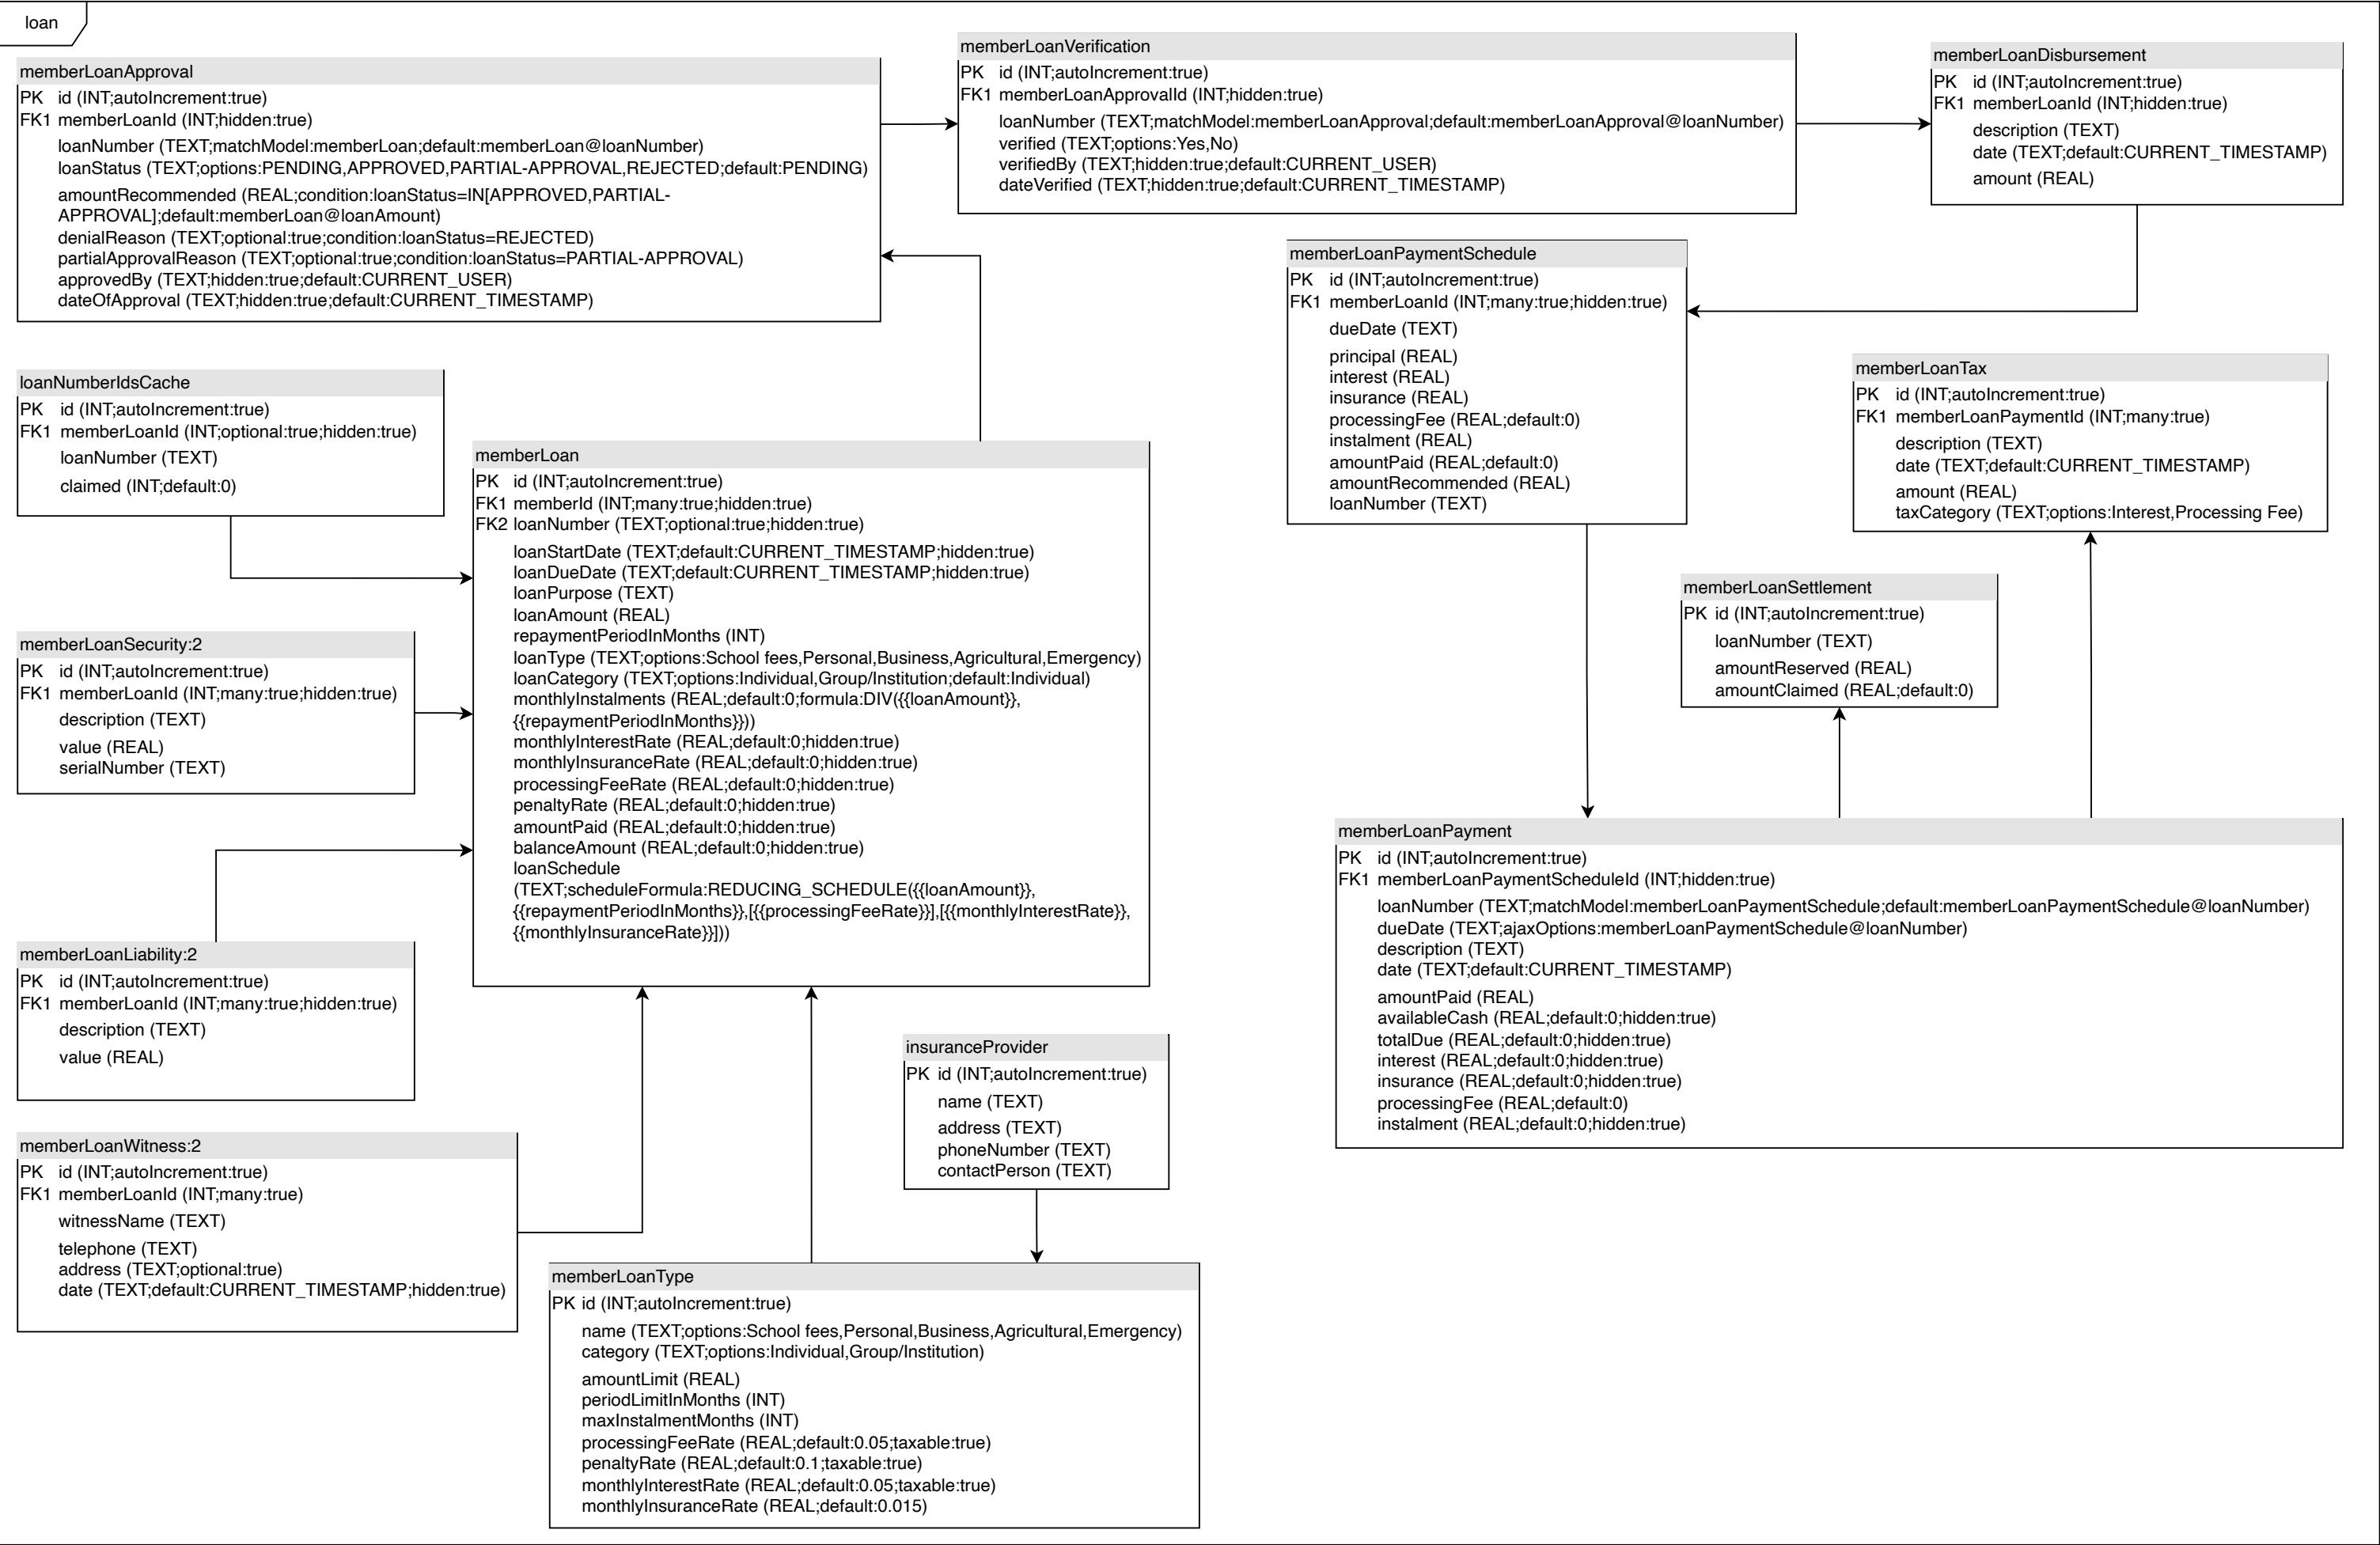 loan
memberLoanApproval
PK id (INT;autoIncrement:true)
FK1 memberLoanId (INT;hidden:true)
loanNumber (TEXT;matchModel:memberLoan;default:memberLoan@loanNumber)
loanStatus (TEXT;options:PENDING,APPROVED,PARTIAL-APPROVAL,REJECTED;default:PENDING)
amountRecommended (REAL;condition:loanStatus=IN[APPROVED,PARTIAL-
APPROVAL];default:memberLoan@loanAmount)
denialReason (TEXT;optional:true;condition:loanStatus=REJECTED)
partialApprovalReason (TEXT;optional:true;condition:loanStatus=PARTIAL-APPROVAL)
approvedBy (TEXT;hidden:true;default:CURRENT_USER)
dateOfApproval (TEXT;hidden:true;default:CURRENT_TIMESTAMP)
memberLoanVerification
PK id (INT;autoIncrement:true)
FK1 memberLoanApprovalId (INT;hidden:true)
loanNumber (TEXT;matchModel:memberLoanApproval;default:memberLoanApproval@loanNumber)
verified (TEXT;options:Yes,No)
verifiedBy (TEXT;hidden:true;default:CURRENT_USER)
dateVerified (TEXT;hidden:true;default:CURRENT_TIMESTAMP)
memberLoanDisbursement
PK id (INT;autoIncrement:true)
FK1 memberLoanId (INT;hidden:true)
description (TEXT)
date (TEXT;default:CURRENT_TIMESTAMP)
amount (REAL)
memberLoanPaymentSchedule
PK id (INT;autoIncrement:true)
FK1 memberLoanId (INT;many:true;hidden:true)
dueDate (TEXT)
principal (REAL)
interest (REAL)
insurance (REAL)
processingFee (REAL;default:0)
instalment (REAL)
amountPaid (REAL;default:0)
amountRecommended (REAL)
loanNumber (TEXT)
memberLoanTax
PK id (INT;autoIncrement:true)
FK1 memberLoanPaymentId (INT;many:true)
description (TEXT)
date (TEXT;default:CURRENT_TIMESTAMP)
amount (REAL)
taxCategory (TEXT;options:Interest,Processing Fee)
loanNumberIdsCache
PK id (INT;autoIncrement:true)
FK1 memberLoanId (INT;optional:true;hidden:true)
loanNumber (TEXT)
claimed (INT;default:0)
memberLoan
PK id (INT;autoIncrement:true)
FK1 memberId (INT;many:true;hidden:true)
FK2 loanNumber (TEXT;optional:true;hidden:true)
loanStartDate (TEXT;default:CURRENT_TIMESTAMP;hidden:true)
loanDueDate (TEXT;default:CURRENT_TIMESTAMP;hidden:true)
loanPurpose (TEXT)
loanAmount (REAL)
repaymentPeriodInMonths (INT)
loanType (TEXT;options:School fees,Personal,Business,Agricultural,Emergency)
loanCategory (TEXT;options:Individual,Group/Institution;default:Individual)
monthlyInstalments (REAL;default:0;formula:DIV({{loanAmount}},
{{repaymentPeriodInMonths}}))
monthlyInterestRate (REAL;default:0;hidden:true)
monthlyInsuranceRate (REAL;default:0;hidden:true)
processingFeeRate (REAL;default:0;hidden:true)
penaltyRate (REAL;default:0;hidden:true)
amountPaid (REAL;default:0;hidden:true)
balanceAmount (REAL;default:0;hidden:true)
loanSchedule
(TEXT;scheduleFormula:REDUCING_SCHEDULE({{loanAmount}},
{{repaymentPeriodInMonths}},[{{processingFeeRate}}],[{{monthlyInterestRate}},
{{monthlyInsuranceRate}}]))
memberLoanSecurity:2
PK id (INT;autoIncrement:true)
FK1 memberLoanId (INT;many:true;hidden:true)
description (TEXT)
value (REAL)
serialNumber (TEXT)
memberLoanSettlement
PK id (INT;autoIncrement:true)
loanNumber (TEXT)
amountReserved (REAL)
amountClaimed (REAL;default:0)
memberLoanPayment
PK id (INT;autoIncrement:true)
FK1 memberLoanPaymentScheduleId (INT;hidden:true)
loanNumber (TEXT;matchModel:memberLoanPaymentSchedule;default:memberLoanPaymentSchedule@loanNumber)
dueDate (TEXT;ajaxOptions:memberLoanPaymentSchedule@loanNumber)
description (TEXT)
date (TEXT;default:CURRENT_TIMESTAMP)
amountPaid (REAL)
availableCash (REAL;default:0;hidden:true)
totalDue (REAL;default:0;hidden:true)
interest (REAL;default:0;hidden:true)
insurance (REAL;default:0;hidden:true)
processingFee (REAL;default:0)
instalment (REAL;default:0;hidden:true)
memberLoanLiability:2
PK id (INT;autoIncrement:true)
FK1 memberLoanId (INT;many:true;hidden:true)
description (TEXT)
value (REAL)
insuranceProvider
PK id (INT;autoIncrement:true)
name (TEXT)
address (TEXT)
phoneNumber (TEXT)
contactPerson (TEXT)
memberLoanWitness:2
PK id (INT;autoIncrement:true)
FK1 memberLoanId (INT;many:true)
witnessName (TEXT)
telephone (TEXT)
address (TEXT;optional:true)
date (TEXT;default:CURRENT_TIMESTAMP;hidden:true)
memberLoanType
PK id (INT;autoIncrement:true)
name (TEXT;options:School fees,Personal,Business,Agricultural,Emergency)
category (TEXT;options:Individual,Group/Institution)
amountLimit (REAL)
periodLimitInMonths (INT)
maxInstalmentMonths (INT)
processingFeeRate (REAL;default:0.05;taxable:true)
penaltyRate (REAL;default:0.1;taxable:true)
monthlyInterestRate (REAL;default:0.05;taxable:true)
monthlyInsuranceRate (REAL;default:0.015)